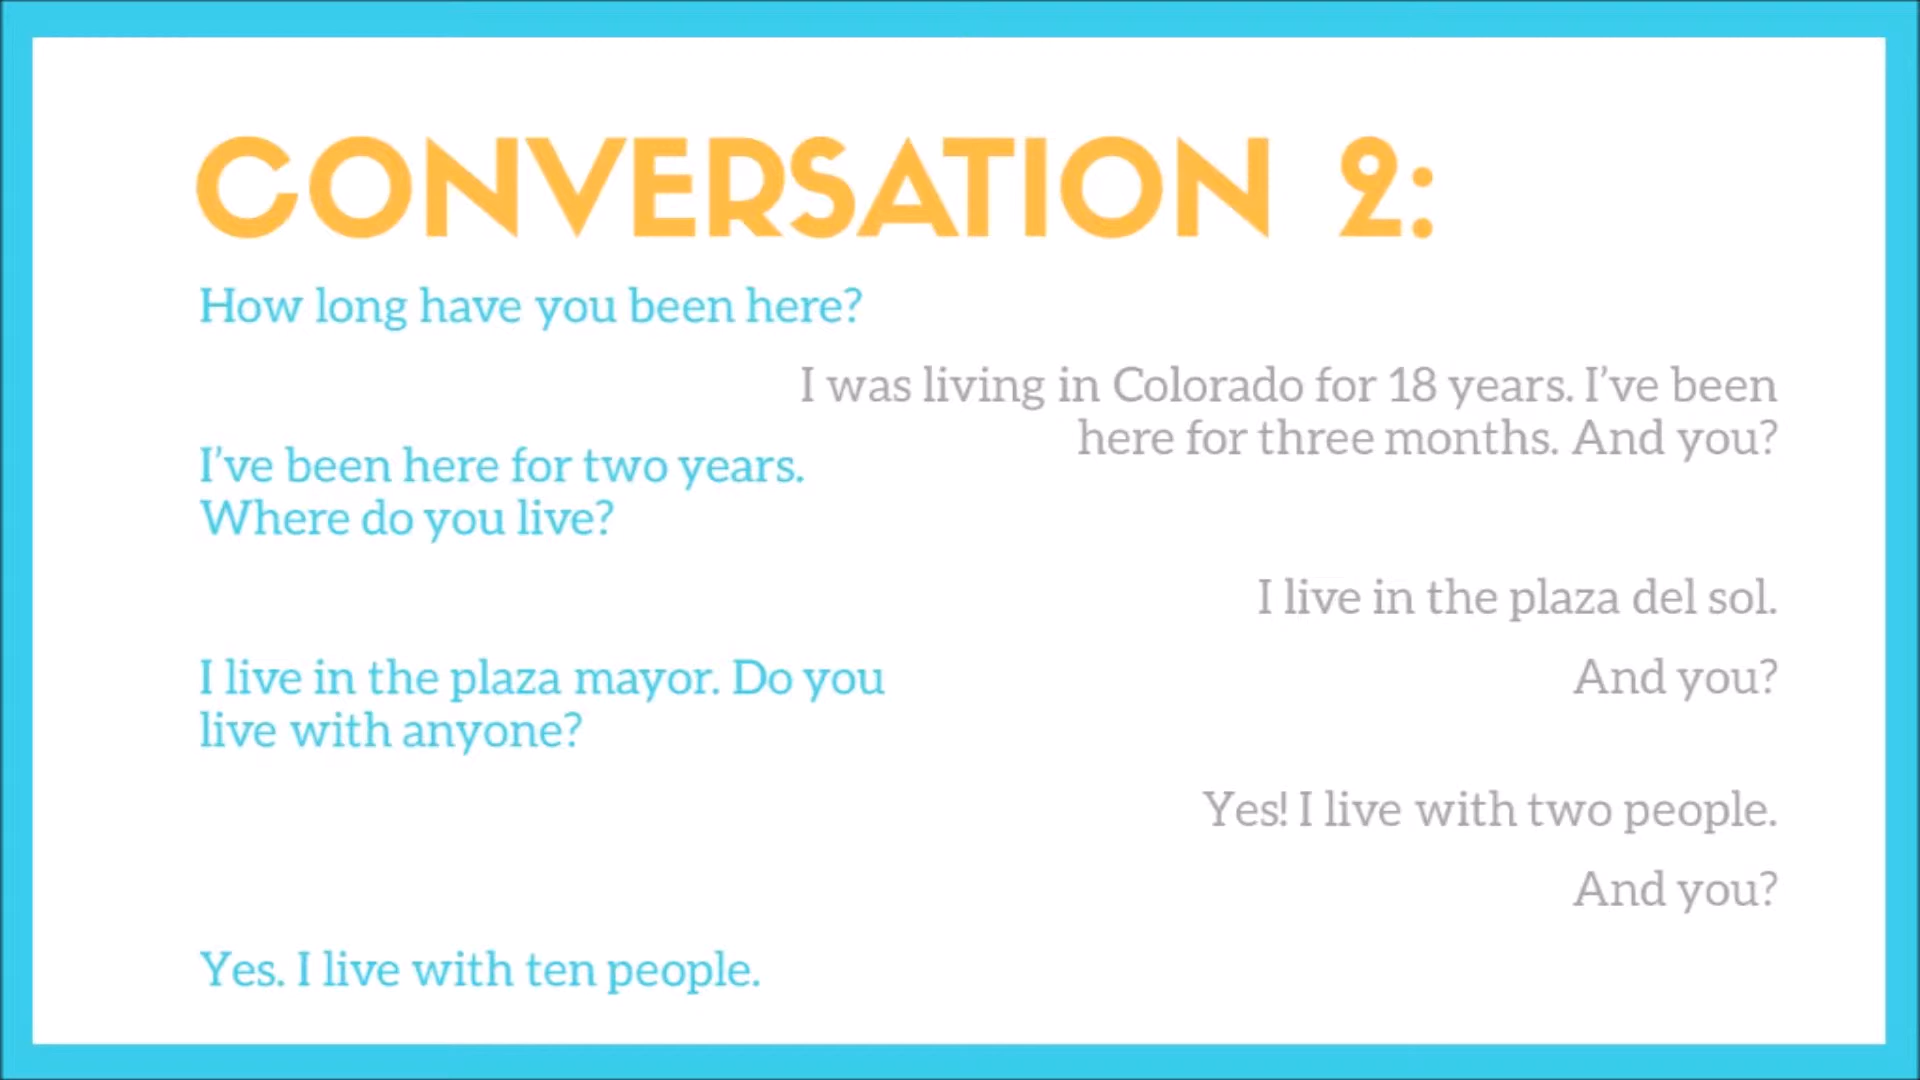 CONVERSATION 2:
How long have you been here?
I was living in Colorado for 18 years. I've been
here for three months. And you?
I've been here for two years.
Where do you live?
I live in the plaza del sol.
And you?
I live in the plaza mayor. Do you
live with anyone?
Yes! I live with two people.
And you?
Yes. I live with ten people.